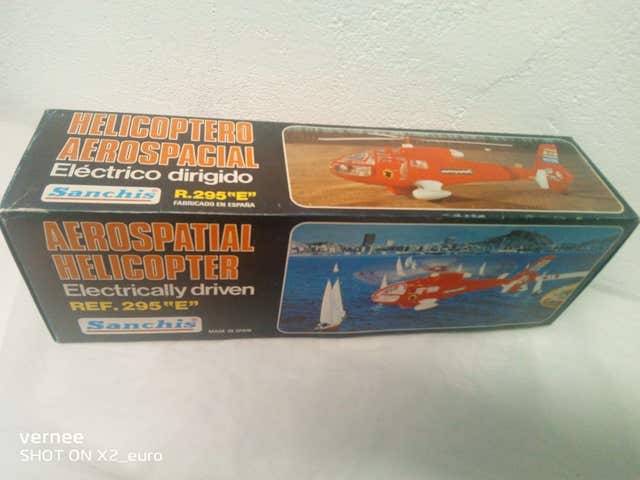 HELICOPTERO
AEROSPACIAL
Eléctrico dirigido
Sanchis
R.295 "E"
FABRICADO EN ESPAÑA
AEROSPATIAL
HELICOPTER
Electrically driven
REF. 295 "E"
Sanchis
MADE IN SPAIN
vernee
SHOT ON X2_euro